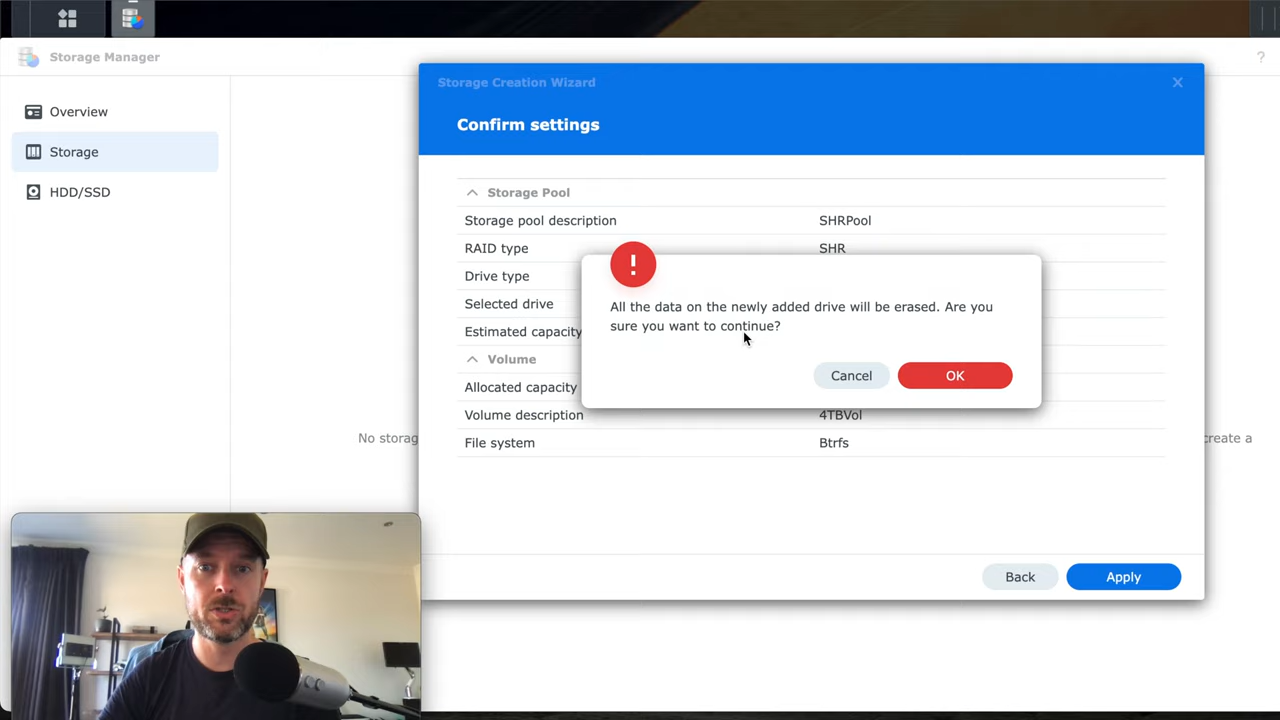 Storage Manager
?
Overview
Storage
HDD/SSD
Storage Creation Wizard
Confirm settings
Storage Pool
Storage pool description SHRPool
RAID type SHR
Drive type
Selected drive
Estimated capacity
Volume
Allocated capacity
Volume description 4TBVol
File system Btrfs
!
All the data on the newly added drive will be erased. Are you
sure you want to continue?
Cancel OK
No storag
create a
Back Apply